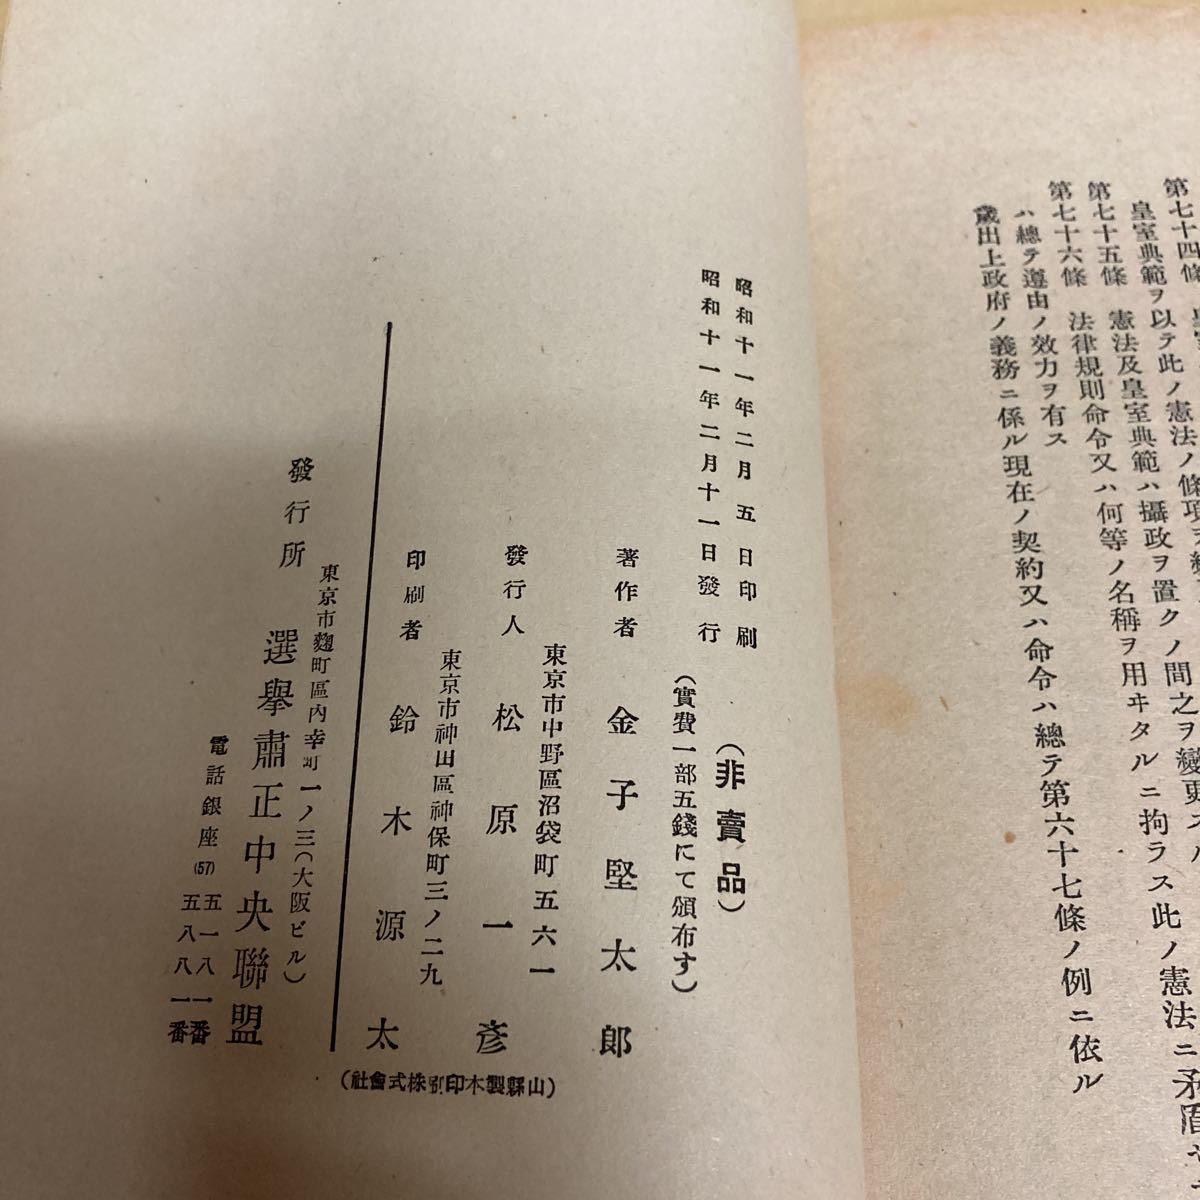 第七十四條
皇室典範ヲ以テ此ノ憲法ノ條項ヲ
第七十五條　憲法及皇室典範ハ攝政ヲ置クノ間之ヲ變更スル
第七十六條　法律規則命令又ハ何等ノ名稱ヲ用ヰタルニ拘ラス此ノ憲法ニ矛盾セ
ハ總テ遵由ノ效力ヲ有ス
歲出上政府ノ義務ニ係ル現在ノ契約又ハ命令ハ總テ第六十七條ノ例ニ依ル
昭和十一年二月五日印刷
昭和十一年二月十一日發行
（非賣品）
（實費一部五錢にて頒布す）
著作者　金子堅太郎
東京市中野區沼袋町五六一
發行人　松原一彥
東京市神田區神保町三ノ二九
印刷者　鈴木源太
（山縣製本印刷株式會社）
東京市麴町區內幸町一ノ三（大阪ビル）
發行所　選擧肅正中央聯盟
電話銀座(57)五一八一番
五八八一番